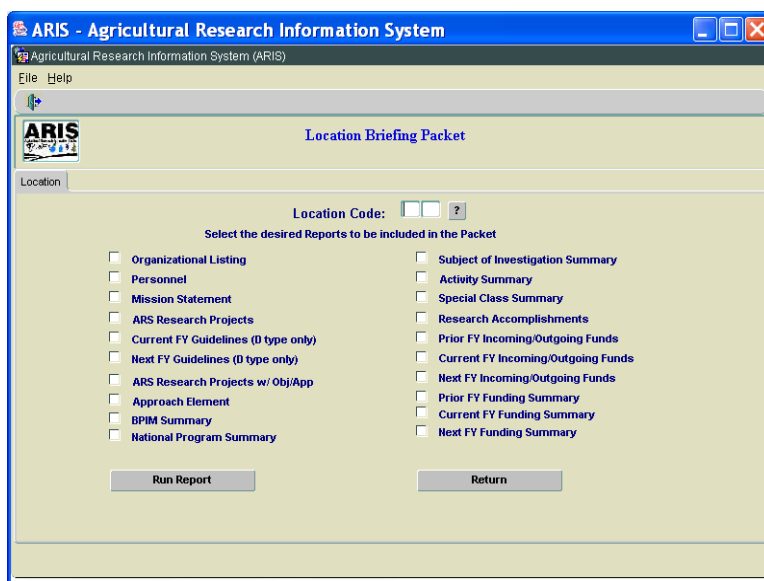 ARIS - Agricultural Research Information System
Agricultural Research Information System (ARIS)
File Help
ARIS
Location Briefing Packet
Location
Location Code: ?
Select the desired Reports to be included in the Packet
Organizational Listing
Personnel
Mission Statement
ARS Research Projects
Current FY Guidelines (D type only)
Next FY Guidelines (D type only)
ARS Research Projects w/ Obj/App
Approach Element
BPIM Summary
National Program Summary
Subject of Investigation Summary
Activity Summary
Special Class Summary
Research Accomplishments
Prior FY Incoming/Outgoing Funds
Current FY Incoming/Outgoing Funds
Next FY Incoming/Outgoing Funds
Prior FY Funding Summary
Current FY Funding Summary
Next FY Funding Summary
Run Report
Return